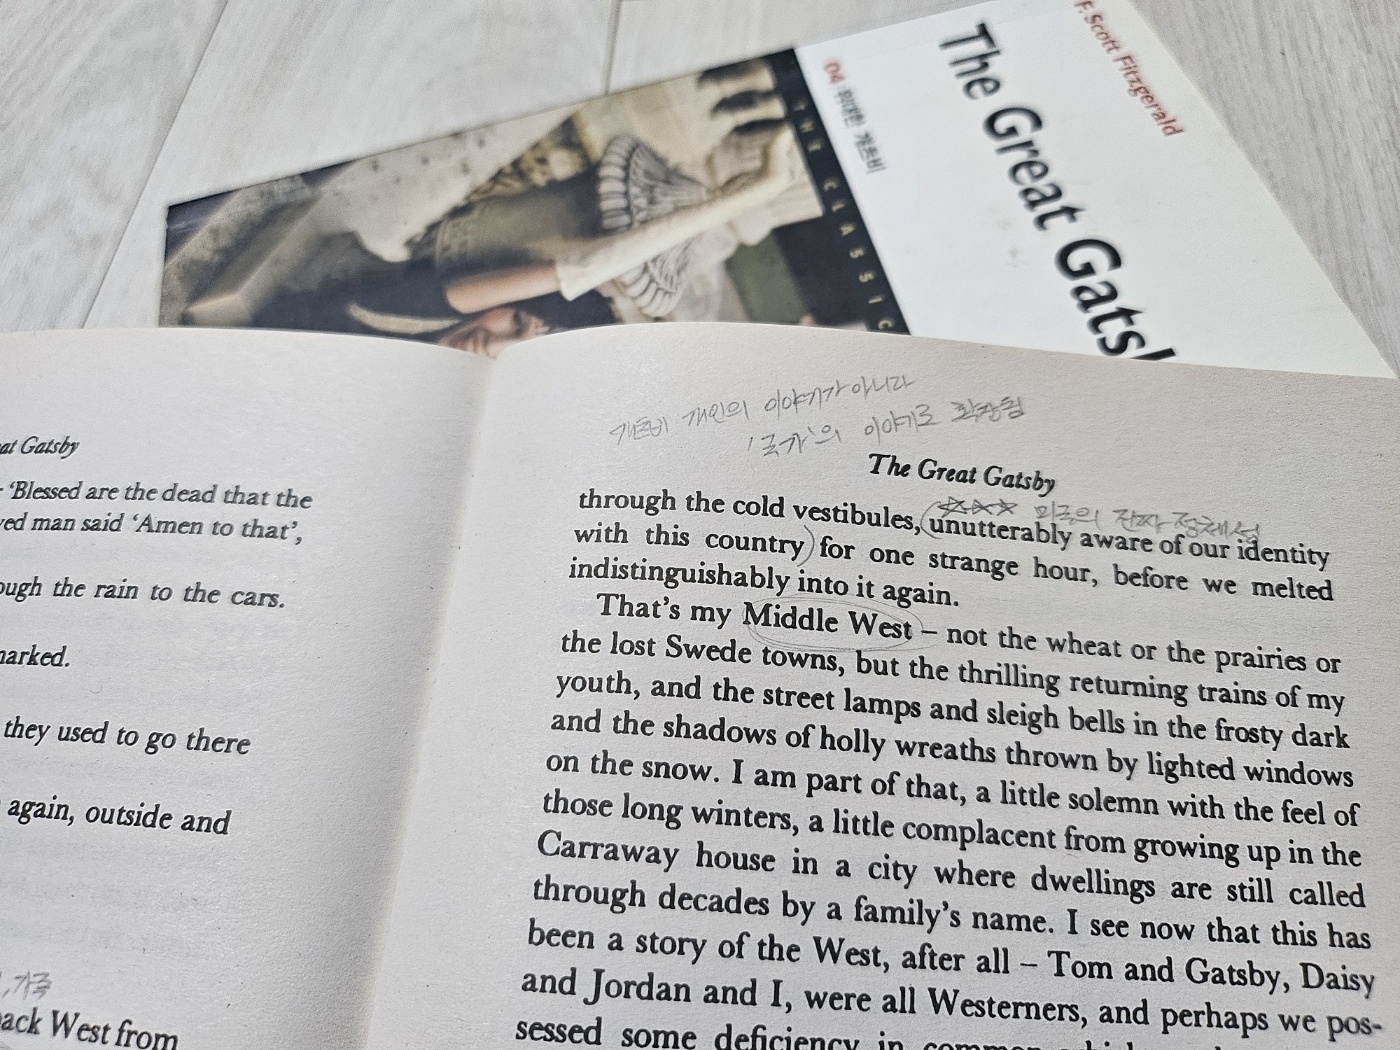 F. Scott Fitzgerald
The Great Gats
04 위대한 개츠비
THE CLASSIC
at Gatsby
'Blessed are the dead that the
ved man said 'Amen to that',
ough the rain to the cars.
marked.
they used to go there
again, outside and
ack West from
개츠비 개인의 이야기가 아니라
'국가'의 이야기로 확장됨
The Great Gatsby
☆☆☆ 미국의 진짜 정체성
through the cold vestibules, (unutterably aware of our identity
with this country) for one strange hour, before we melted
indistinguishably into it again.
That's my Middle West – not the wheat or the prairies or
the lost Swede towns, but the thrilling returning trains of my
youth, and the street lamps and sleigh bells in the frosty dark
and the shadows of holly wreaths thrown by lighted windows
on the snow. I am part of that, a little solemn with the feel of
those long winters, a little complacent from growing up in the
Carraway house in a city where dwellings are still called
through decades by a family's name. I see now that this has
been a story of the West, after all – Tom and Gatsby, Daisy
and Jordan and I, were all Westerners, and perhaps we pos-
sessed some deficiency in common